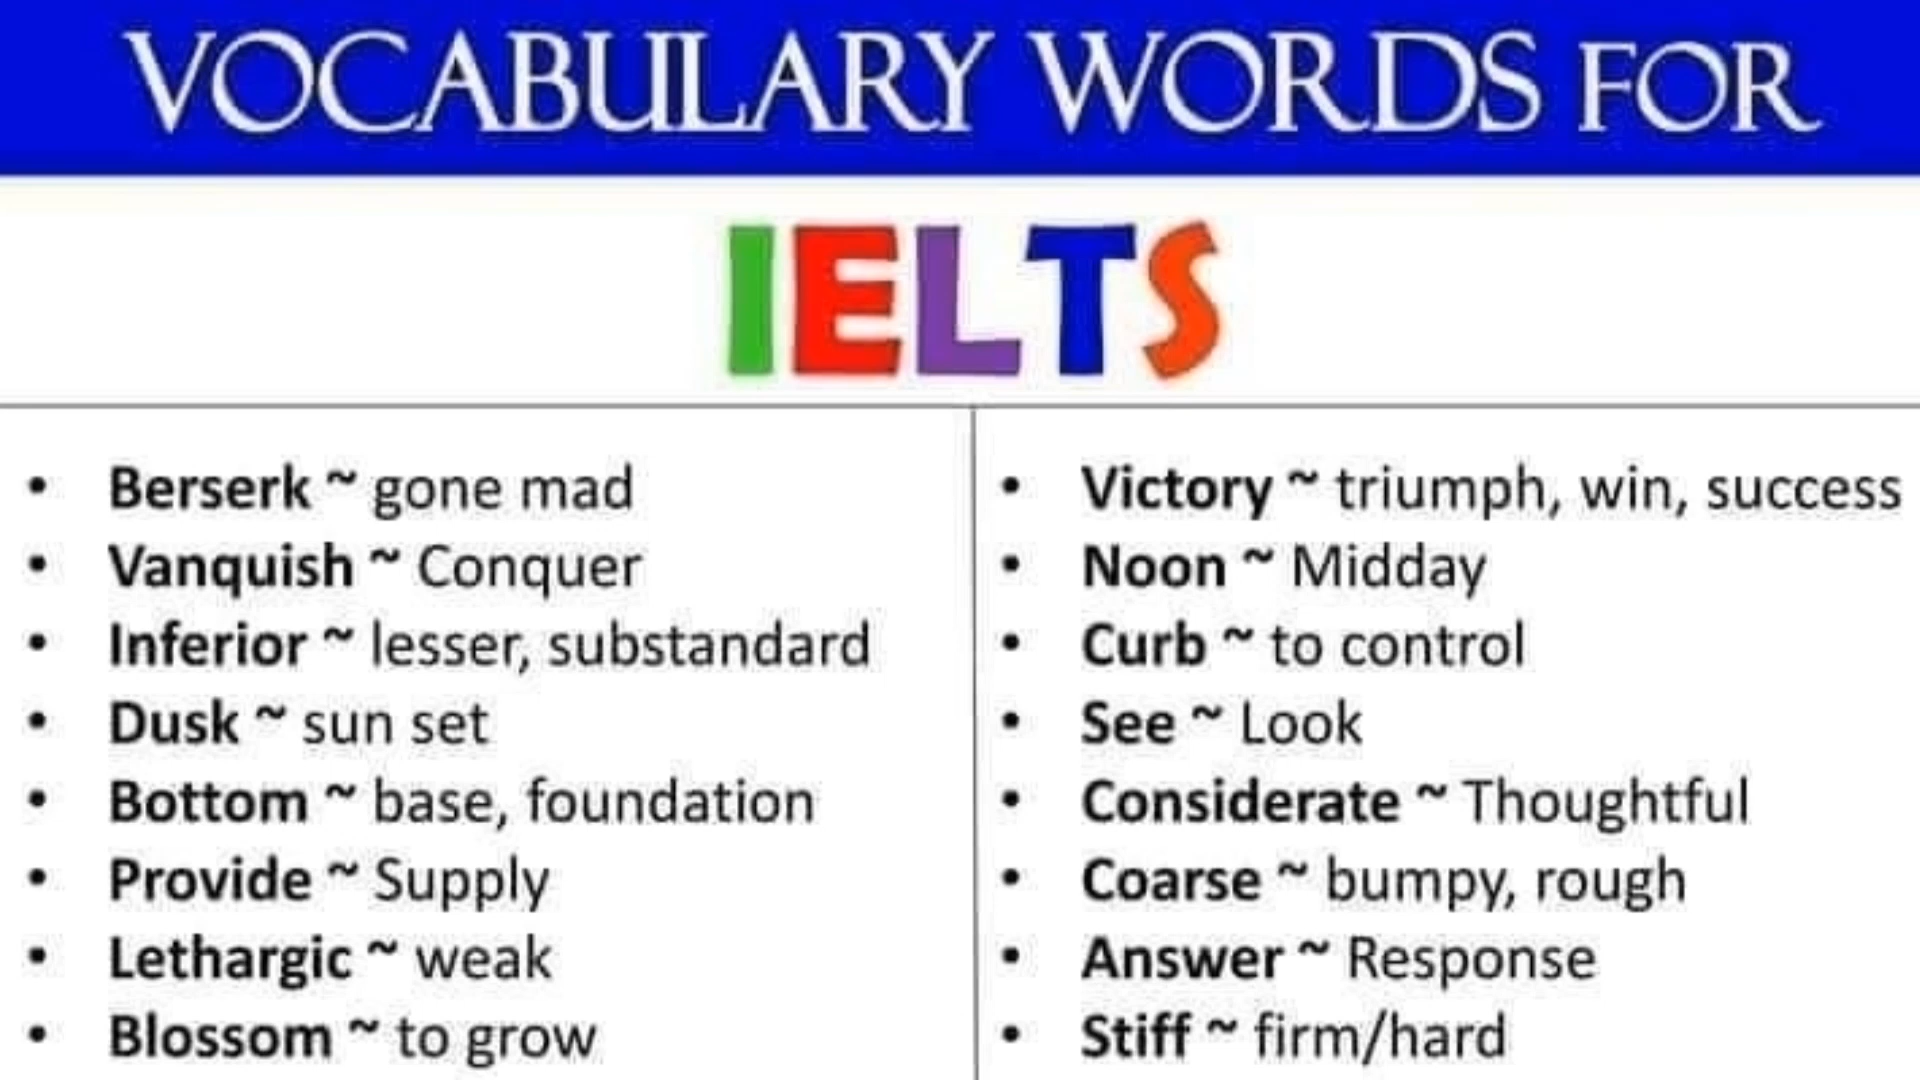 VOCABULARY WORDS FOR
IELTS
• Berserk ~ gone mad
• Vanquish ~ Conquer
• Inferior ~ lesser, substandard
• Dusk ~ sun set
• Bottom ~ base, foundation
• Provide ~ Supply
• Lethargic ~ weak
• Blossom ~ to grow
• Victory ~ triumph, win, success
• Noon ~ Midday
• Curb ~ to control
• See ~ Look
• Considerate ~ Thoughtful
• Coarse ~ bumpy, rough
• Answer ~ Response
• Stiff ~ firm/hard